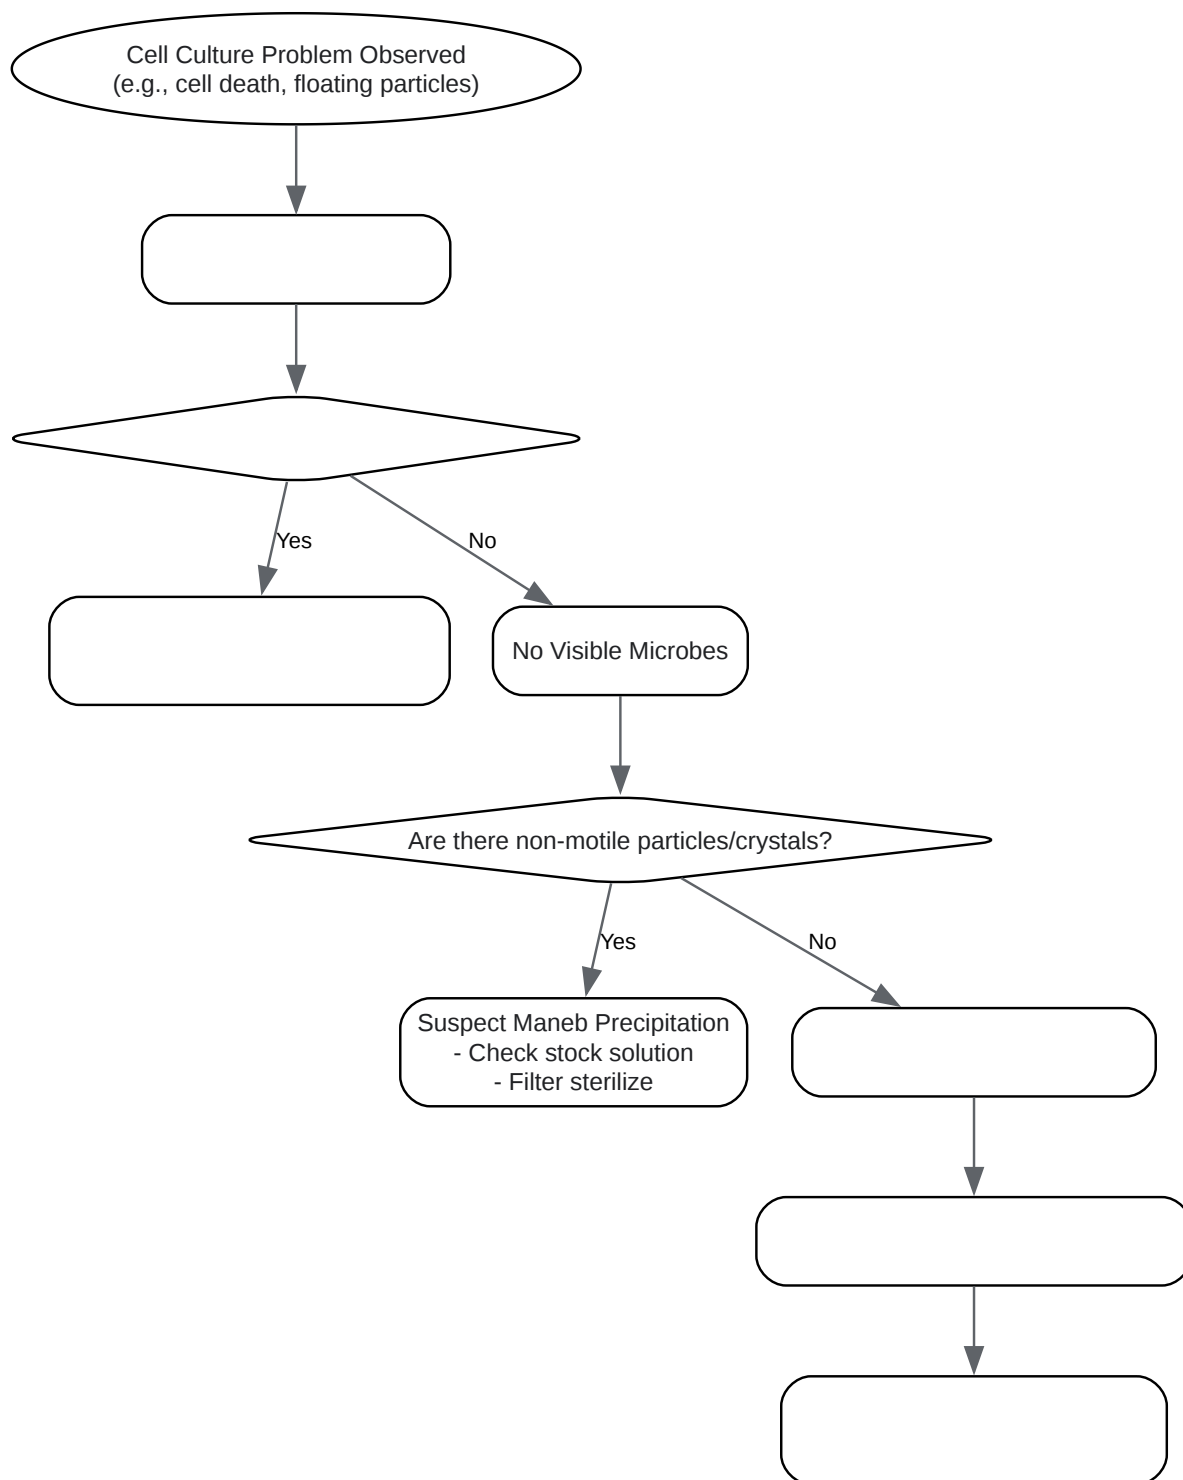 Cell Culture Problem Observed
(e.g., cell death, floating particles)
Yes
No
No Visible Microbes
Are there non-motile particles/crystals?
Yes
No
Suspect Maneb Precipitation
- Check stock solution
- Filter sterilize